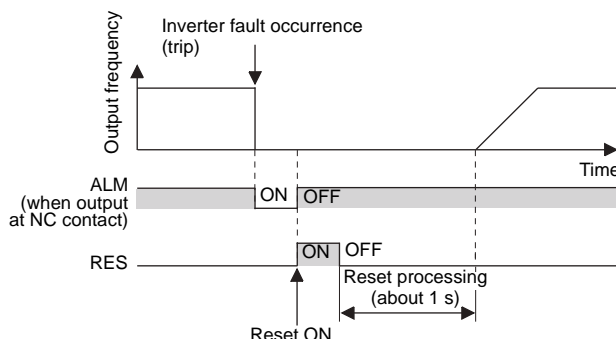 Inverter fault occurrence
(trip)
Output frequency
Time
ALM
(when output
at NC contact)
ON
OFF
RES
ON
OFF
Reset processing
(about 1 s)
Reset ON